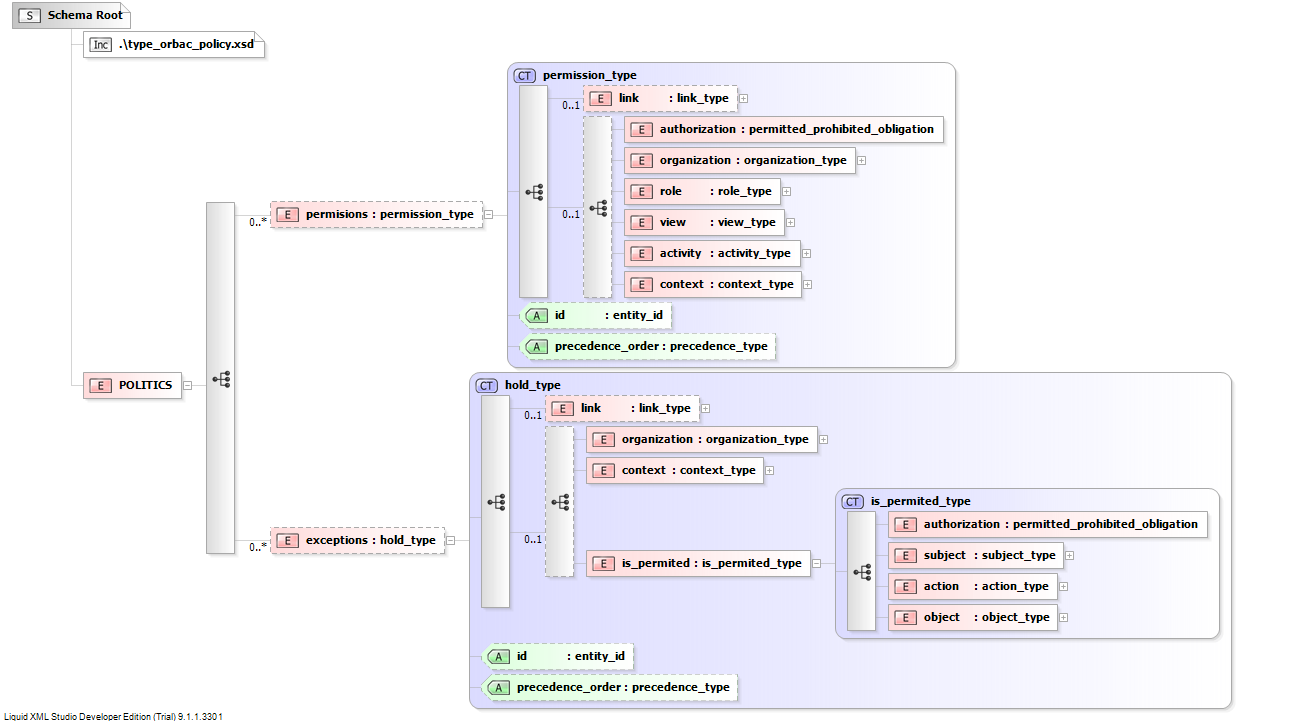 S Schema Root
Inc .\type_orbac_policy.xsd
CT permission_type
E link : link_type
0..1
E authorization : permitted_prohibited_obligation
E organization : organization_type
E role : role_type
0..1
E permisions : permission_type
0..*
E view : view_type
E activity : activity_type
E context : context_type
A id : entity_id
A precedence_order : precedence_type
E POLITICS
CT hold_type
E link : link_type
0..1
E organization : organization_type
E context : context_type
CT is_permited_type
E authorization : permitted_prohibited_obligation
E exceptions : hold_type
0..*
0..1
E is_permited : is_permited_type
E subject : subject_type
E action : action_type
E object : object_type
A id : entity_id
A precedence_order : precedence_type
Liquid XML Studio Developer Edition (Trial) 9.1.1.3301